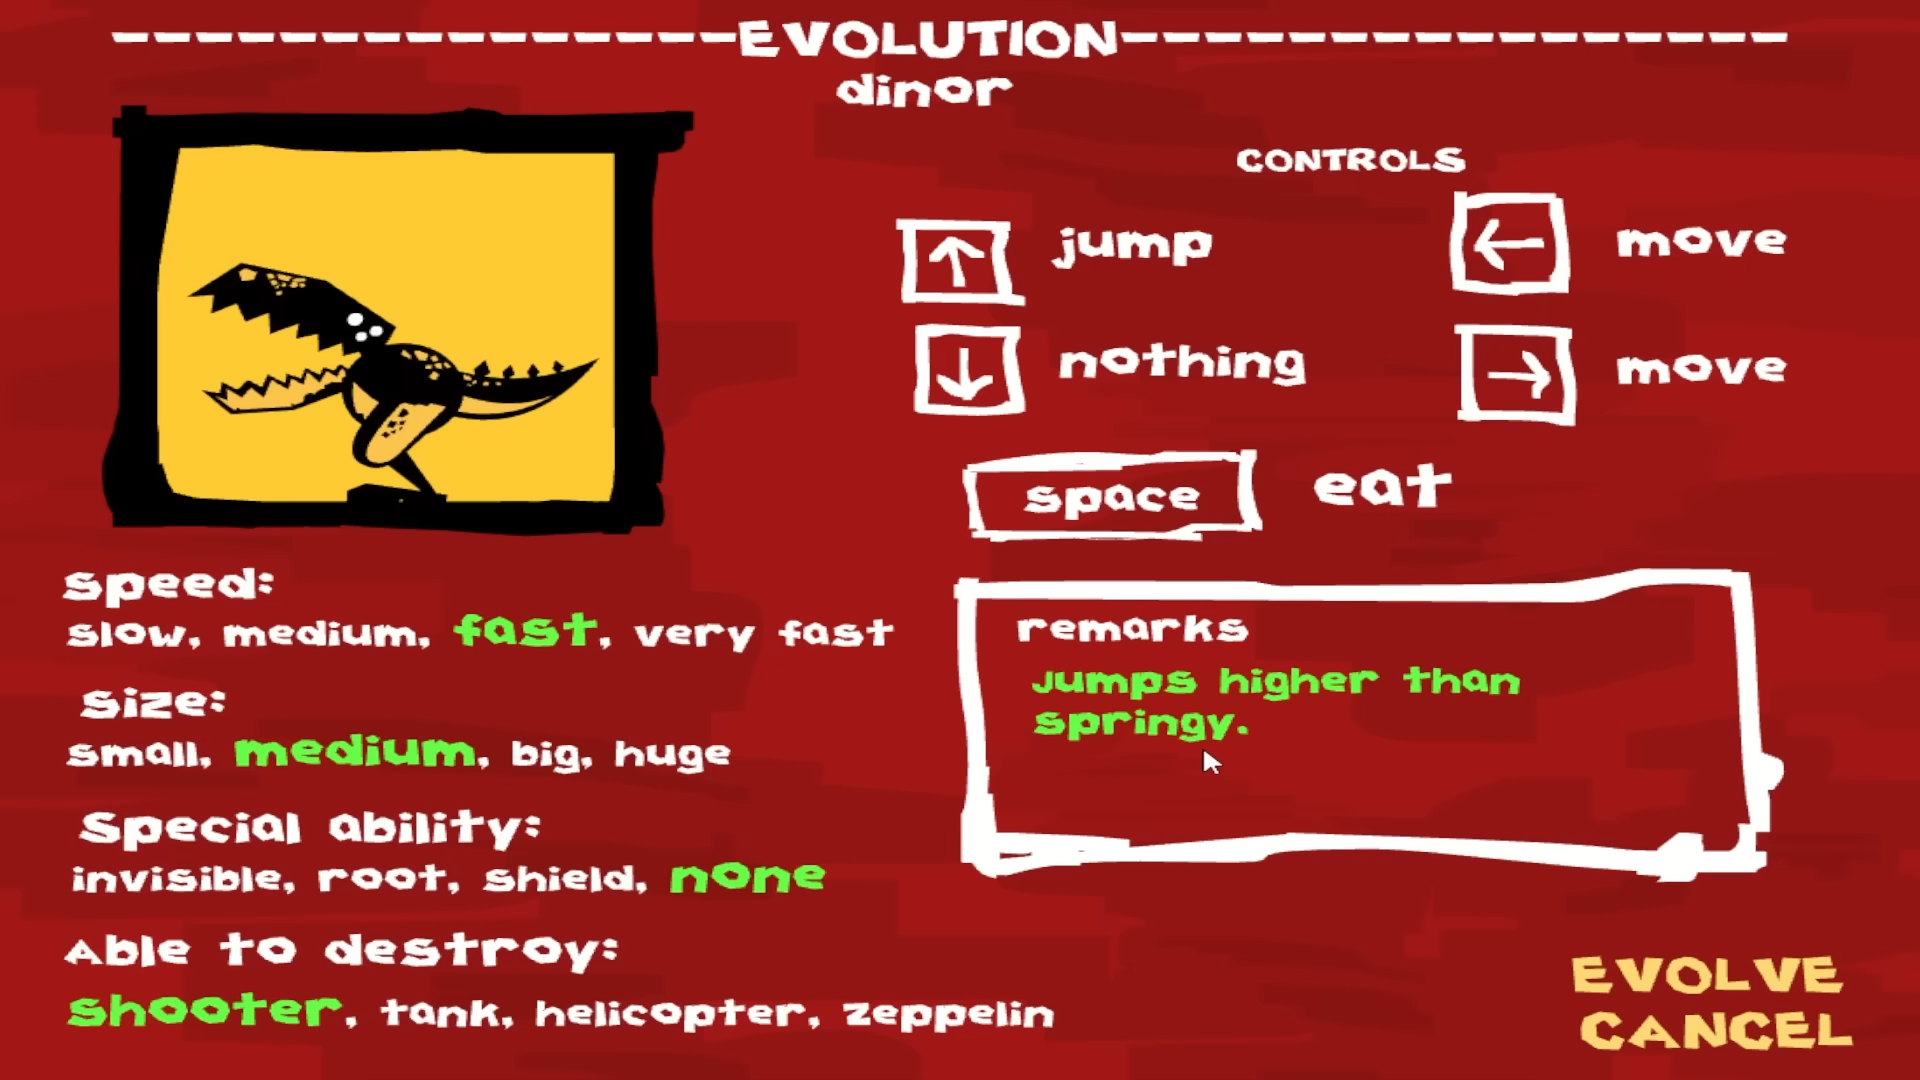 EVOLUTION
dinor
CONTROLS
jump
move
nothing
move
space
eat
speed:
slow, medium, fast, very fast
size:
small, medium, big, huge
Special ability:
invisible, root, shield, none
Able to destroy:
shooter, tank, helicopter, zeppelin
remarks
Jumps higher than
springy.
EVOLVE
CANCEL